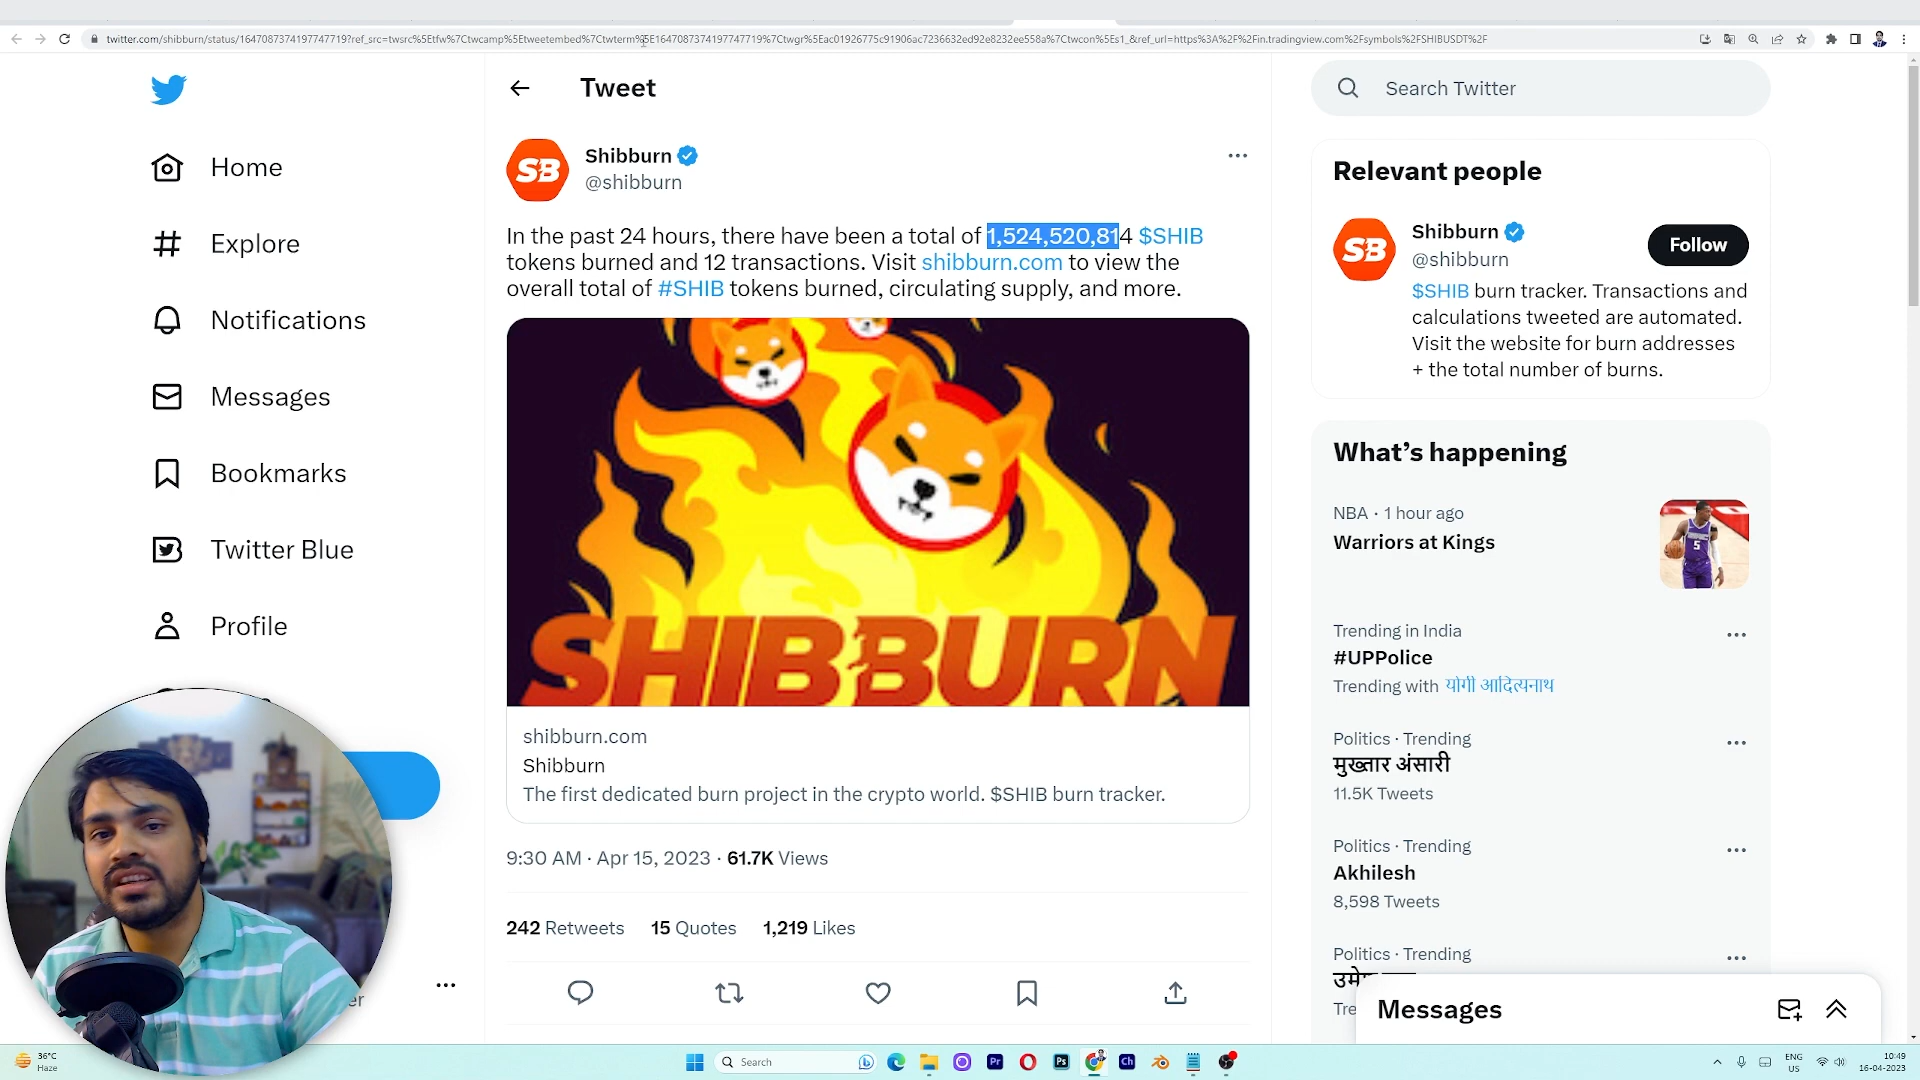 twitter.com/shibburn/status/1647087374197747719?ref_src=twsrc%5Etfw%7Ctwcamp%5Etweetembed%7Ctwterm%5E1647087374197747719%7Ctwgr%5Eac01926775c91906ac7236632ed92e8232ee558a%7Ctwcon%5Es1_&ref_url=https%3A%2F%2Fin.tradingview.com%2Fsymbols%2FSHIBUSDT%2F
Home
Explore
Notifications
Messages
Bookmarks
Twitter Blue
Profile
Tweet
SB
Shibburn
@shibburn
In the past 24 hours, there have been a total of 1,524,520,814 $SHIB
tokens burned and 12 transactions. Visit shibburn.com to view the
overall total of #SHIB tokens burned, circulating supply, and more.
SHIBBURN
shibburn.com
Shibburn
The first dedicated burn project in the crypto world. $SHIB burn tracker.
9:30 AM · Apr 15, 2023 · 61.7K Views
242 Retweets 15 Quotes 1,219 Likes
Search Twitter
Relevant people
SB
Shibburn
@shibburn
Follow
$SHIB burn tracker. Transactions and
calculations tweeted are automated.
Visit the website for burn addresses
+ the total number of burns.
What’s happening
NBA · 1 hour ago
Warriors at Kings
5
Trending in India
#UPPolice
Trending with योगी आदित्यनाथ
Politics · Trending
मुख्तार अंसारी
11.5K Tweets
Politics · Trending
Akhilesh
8,598 Tweets
Politics · Trending
Messages
36°C
Haze
Search
Pr
Ps
Ch
ENG
US
10:49
16-04-2023